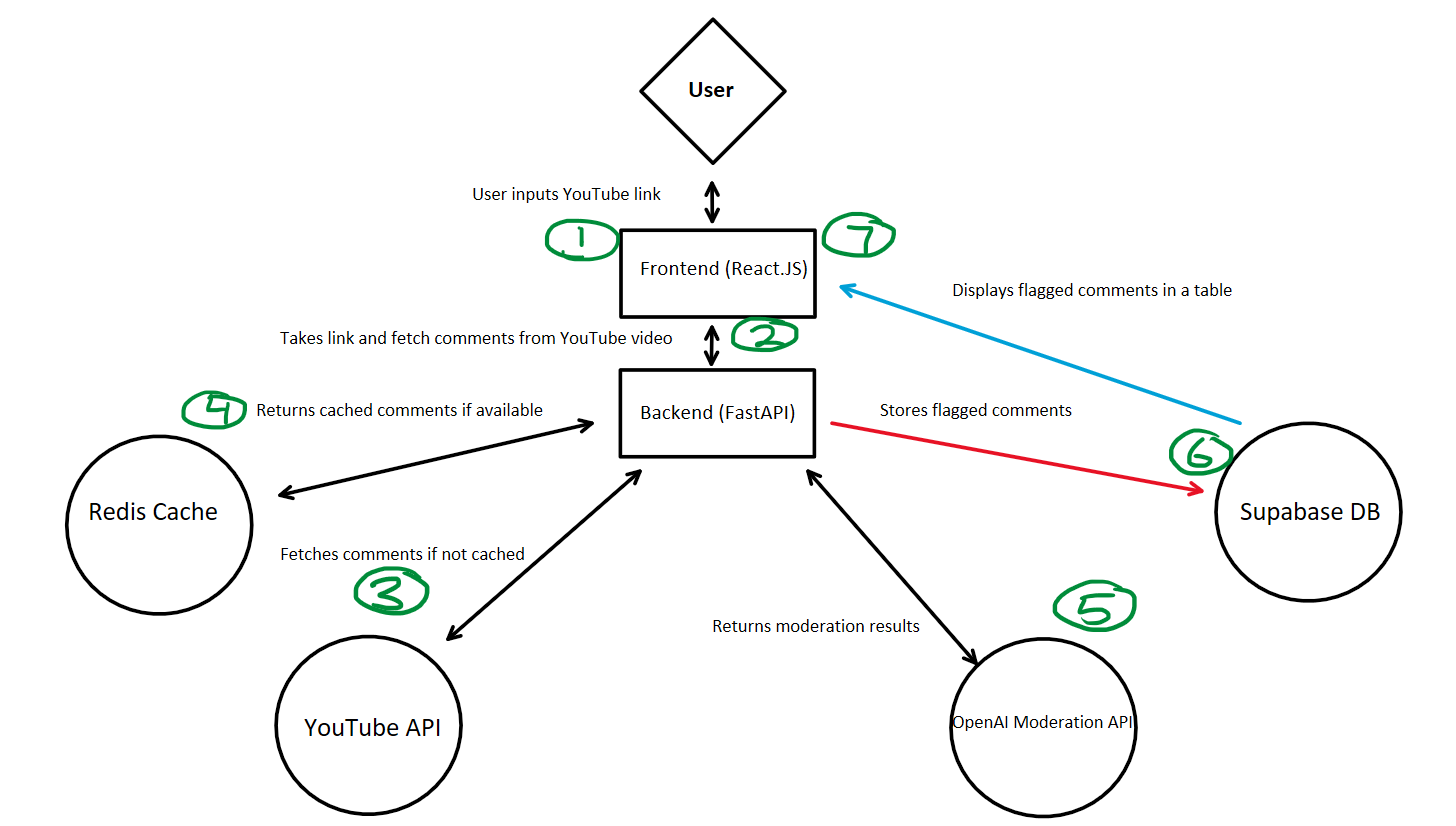 User
User inputs YouTube link
1
7
Frontend (React.JS)
Displays flagged comments in a table
Takes link and fetch comments from YouTube video
2
4
Returns cached comments if available
Backend (FastAPI)
Stores flagged comments
6
Redis Cache
Supabase DB
Fetches comments if not cached
3
5
Returns moderation results
YouTube API
OpenAI Moderation API